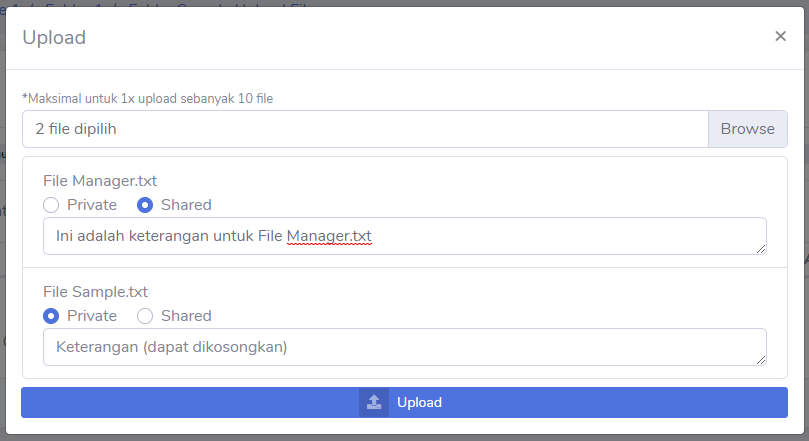 Upload
×
*Maksimal untuk 1x upload sebanyak 10 file
2 file dipilih
Browse
File Manager.txt
Private Shared
Ini adalah keterangan untuk File Manager.txt
File Sample.txt
Private Shared
Keterangan (dapat dikosongkan)
Upload